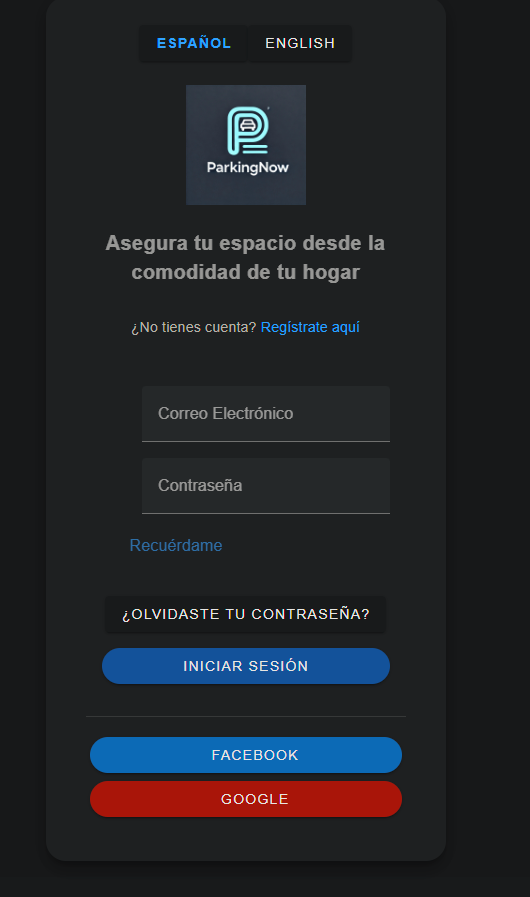 ESPAÑOL
ENGLISH
ParkingNow
Asegura tu espacio desde la
comodidad de tu hogar
¿No tienes cuenta? Regístrate aquí
Correo Electrónico
Contraseña
Recuérdame
¿OLVIDASTE TU CONTRASEÑA?
INICIAR SESIÓN
FACEBOOK
GOOGLE